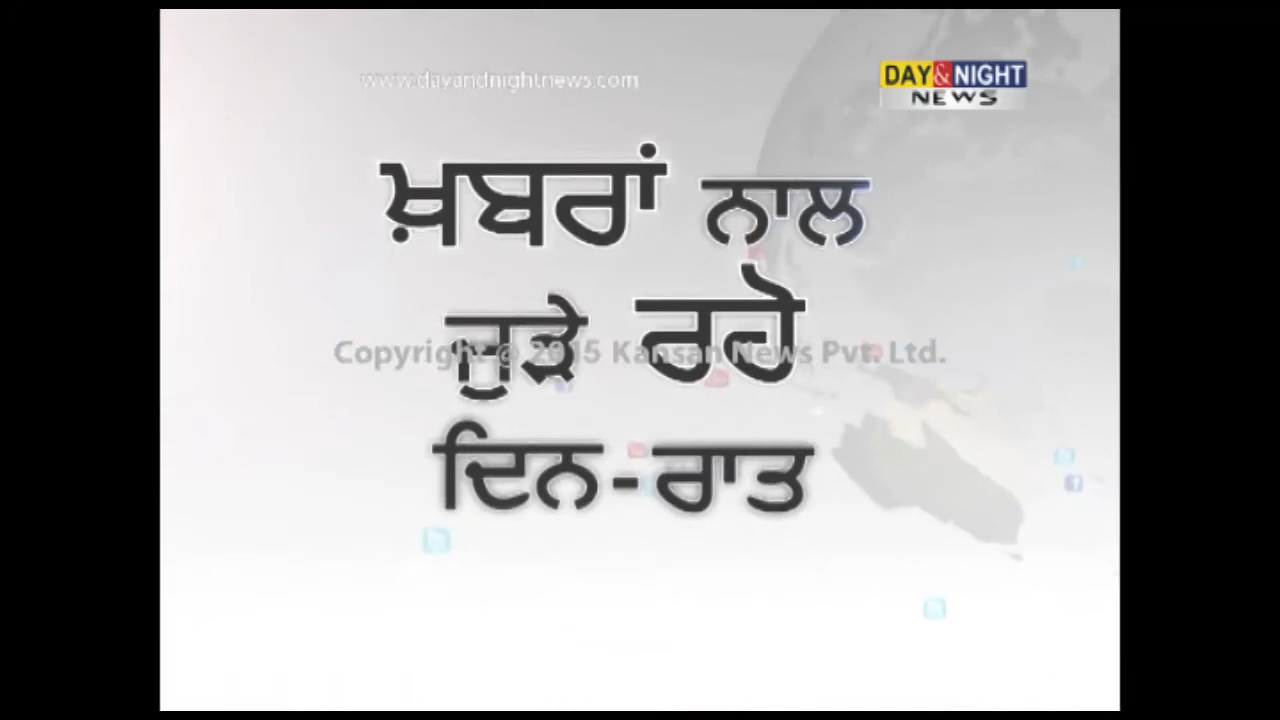 www.dayandnightnews.com
DAY&NIGHT
NEWS
ਖ਼ਬਰਾਂ ਨਾਲ
ਜੁੜੇ ਰਹੋ
Copyright © 2015 Kansan News Pvt. Ltd.
ਦਿਨ-ਰਾਤ